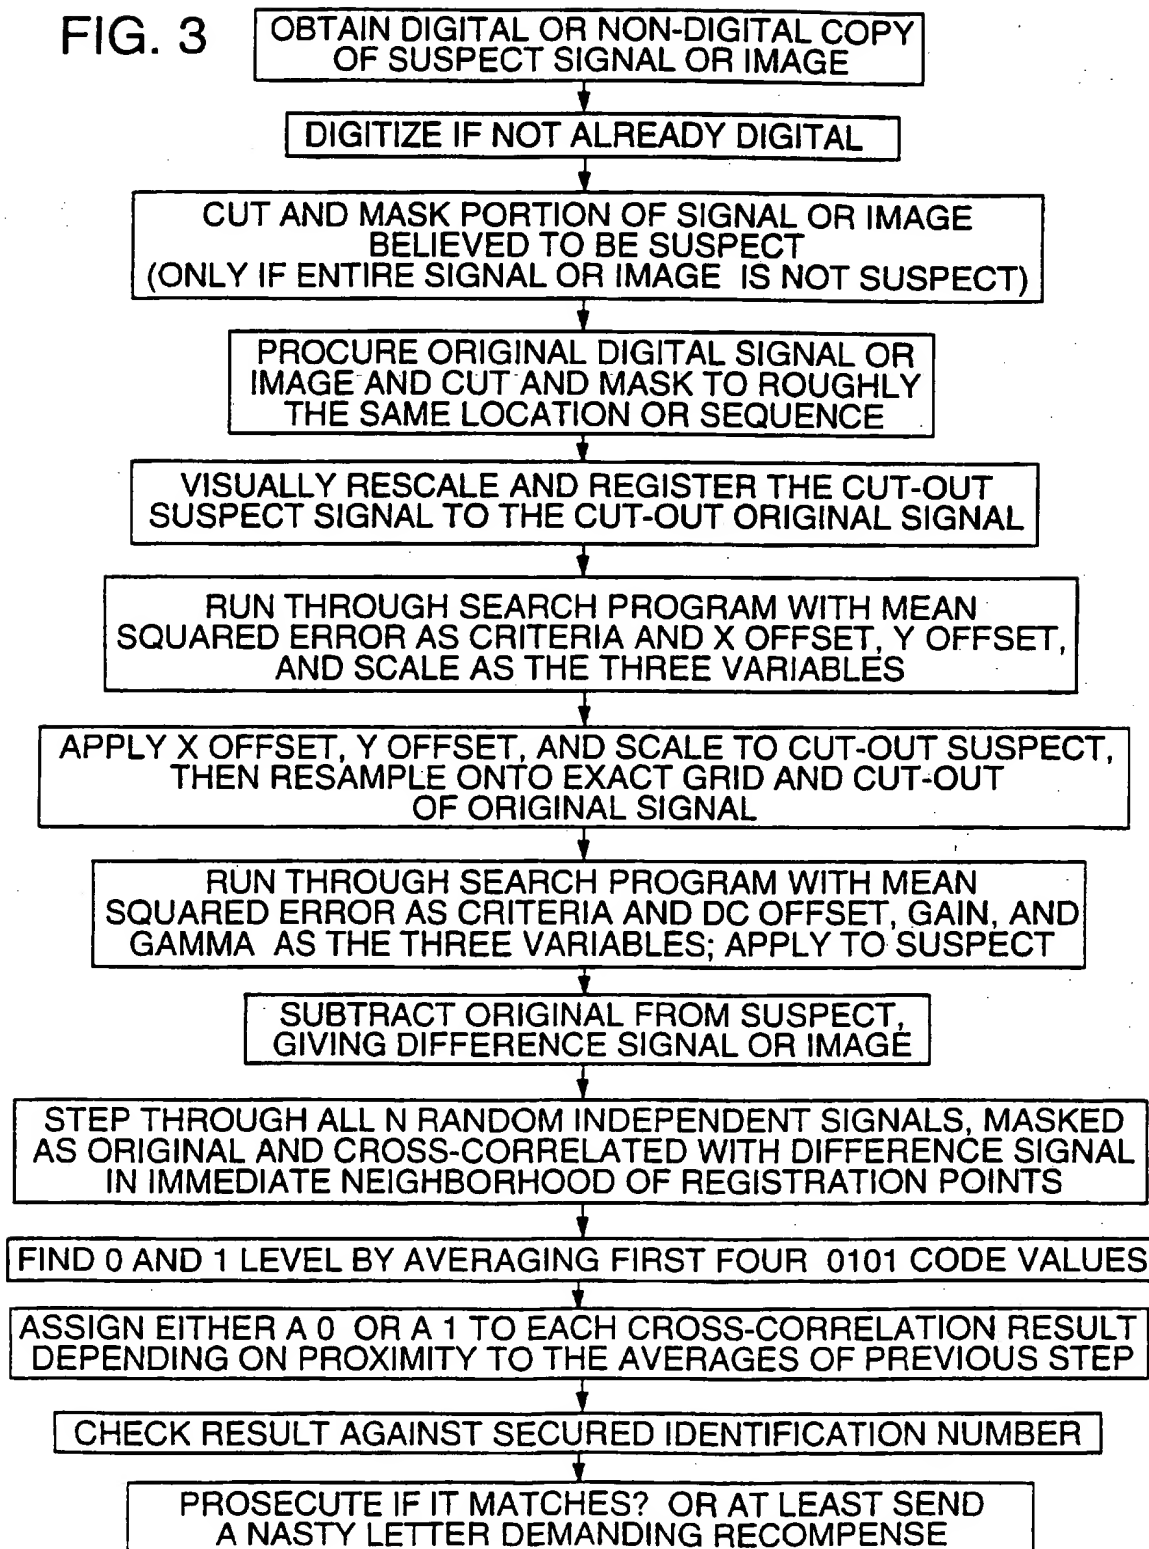 FIG. 3
OBTAIN DIGITAL OR NON-DIGITAL COPY
OF SUSPECT SIGNAL OR IMAGE
DIGITIZE IF NOT ALREADY DIGITAL
CUT AND MASK PORTION OF SIGNAL OR IMAGE
BELIEVED TO BE SUSPECT
(ONLY IF ENTIRE SIGNAL OR IMAGE IS NOT SUSPECT)
PROCURE ORIGINAL DIGITAL SIGNAL OR
IMAGE AND CUT AND MASK TO ROUGHLY
THE SAME LOCATION OR SEQUENCE
VISUALLY RESCALE AND REGISTER THE CUT-OUT
SUSPECT SIGNAL TO THE CUT-OUT ORIGINAL SIGNAL
RUN THROUGH SEARCH PROGRAM WITH MEAN
SQUARED ERROR AS CRITERIA AND X OFFSET, Y OFFSET,
AND SCALE AS THE THREE VARIABLES
APPLY X OFFSET, Y OFFSET, AND SCALE TO CUT-OUT SUSPECT,
THEN RESAMPLE ONTO EXACT GRID AND CUT-OUT
OF ORIGINAL SIGNAL
RUN THROUGH SEARCH PROGRAM WITH MEAN
SQUARED ERROR AS CRITERIA AND DC OFFSET, GAIN, AND
GAMMA AS THE THREE VARIABLES; APPLY TO SUSPECT
SUBTRACT ORIGINAL FROM SUSPECT,
GIVING DIFFERENCE SIGNAL OR IMAGE
STEP THROUGH ALL N RANDOM INDEPENDENT SIGNALS, MASKED
AS ORIGINAL AND CROSS-CORRELATED WITH DIFFERENCE SIGNAL
IN IMMEDIATE NEIGHBORHOOD OF REGISTRATION POINTS
FIND 0 AND 1 LEVEL BY AVERAGING FIRST FOUR 0101 CODE VALUES
ASSIGN EITHER A 0 OR A 1 TO EACH CROSS-CORRELATION RESULT
DEPENDING ON PROXIMITY TO THE AVERAGES OF PREVIOUS STEP
CHECK RESULT AGAINST SECURED IDENTIFICATION NUMBER
PROSECUTE IF IT MATCHES? OR AT LEAST SEND
A NASTY LETTER DEMANDING RECOMPENSE